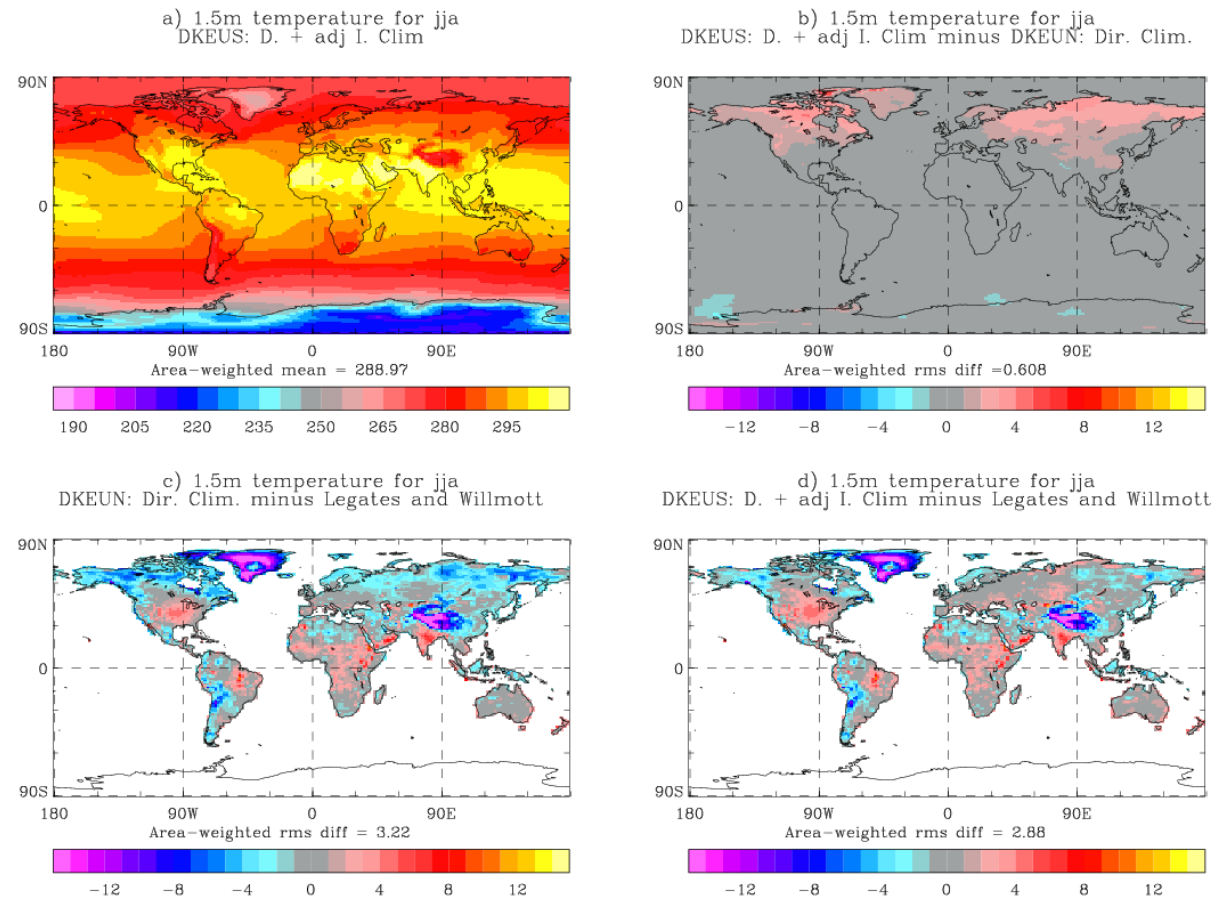 a) 1.5m temperature for jja
DKEUS: D. + adj I. Clim
90N
0
90S
180 90W 0 90E
Area-weighted mean = 288.97
190 205 220 235 250 265 280 295
b) 1.5m temperature for jja
DKEUS: D. + adj I. Clim minus DKEUN: Dir. Clim.
90N
0
90S
180 90W 0 90E
Area-weighted rms diff =0.608
-12 -8 -4 0 4 8 12
c) 1.5m temperature for jja
DKEUN: Dir. Clim. minus Legates and Willmott
90N
0
90S
180 90W 0 90E
Area-weighted rms diff = 3.22
-12 -8 -4 0 4 8 12
d) 1.5m temperature for jja
DKEUS: D. + adj I. Clim minus Legates and Willmott
90N
0
90S
180 90W 0 90E
Area-weighted rms diff = 2.88
-12 -8 -4 0 4 8 12